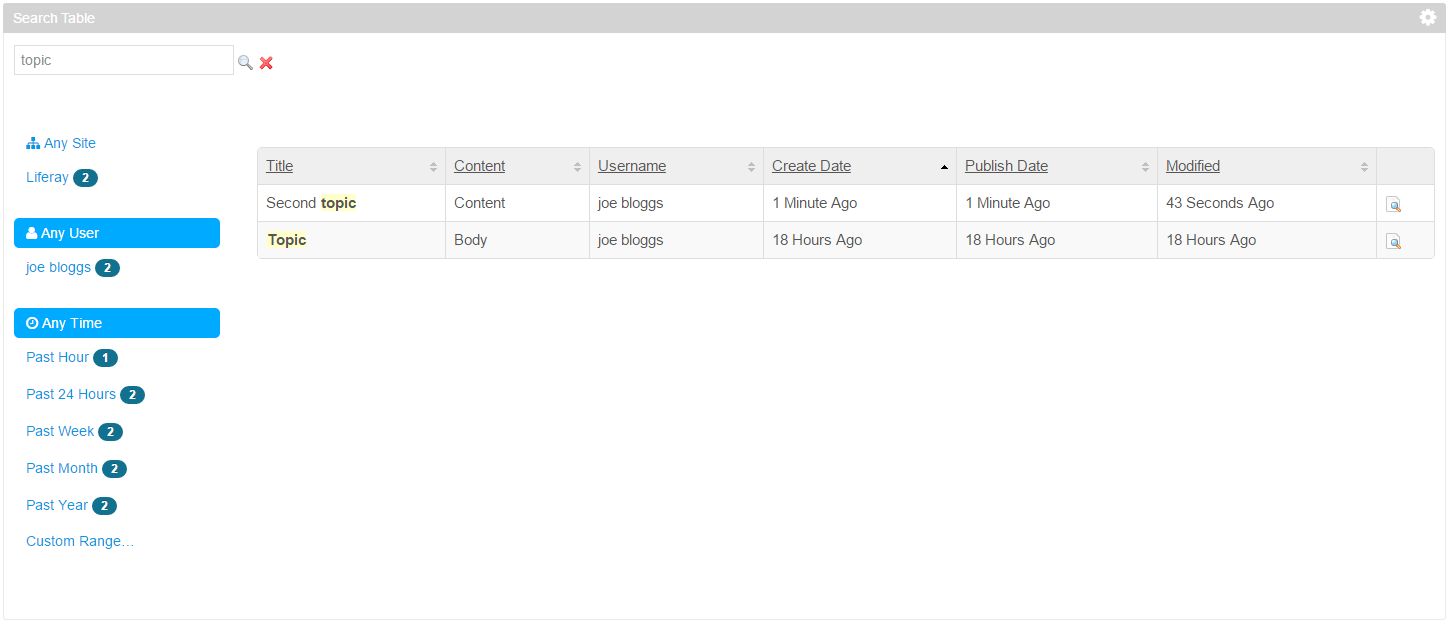 Search Table
topic
Any Site
Liferay 2
Any User
joe bloggs 2
Any Time
Past Hour 1
Past 24 Hours 2
Past Week 2
Past Month 2
Past Year 2
Custom Range…
Title Content Username Create Date Publish Date Modified
Second topic Content joe bloggs 1 Minute Ago 1 Minute Ago 43 Seconds Ago
Topic Body joe bloggs 18 Hours Ago 18 Hours Ago 18 Hours Ago